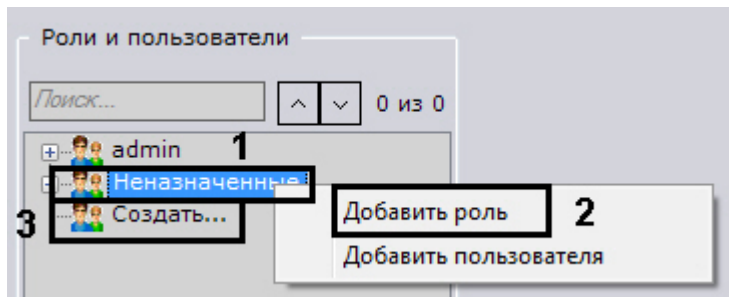 Роли и пользователи
Поиск...
0 из 0
admin
1
Неназначенные
3
Создать...
Добавить роль
2
Добавить пользователя